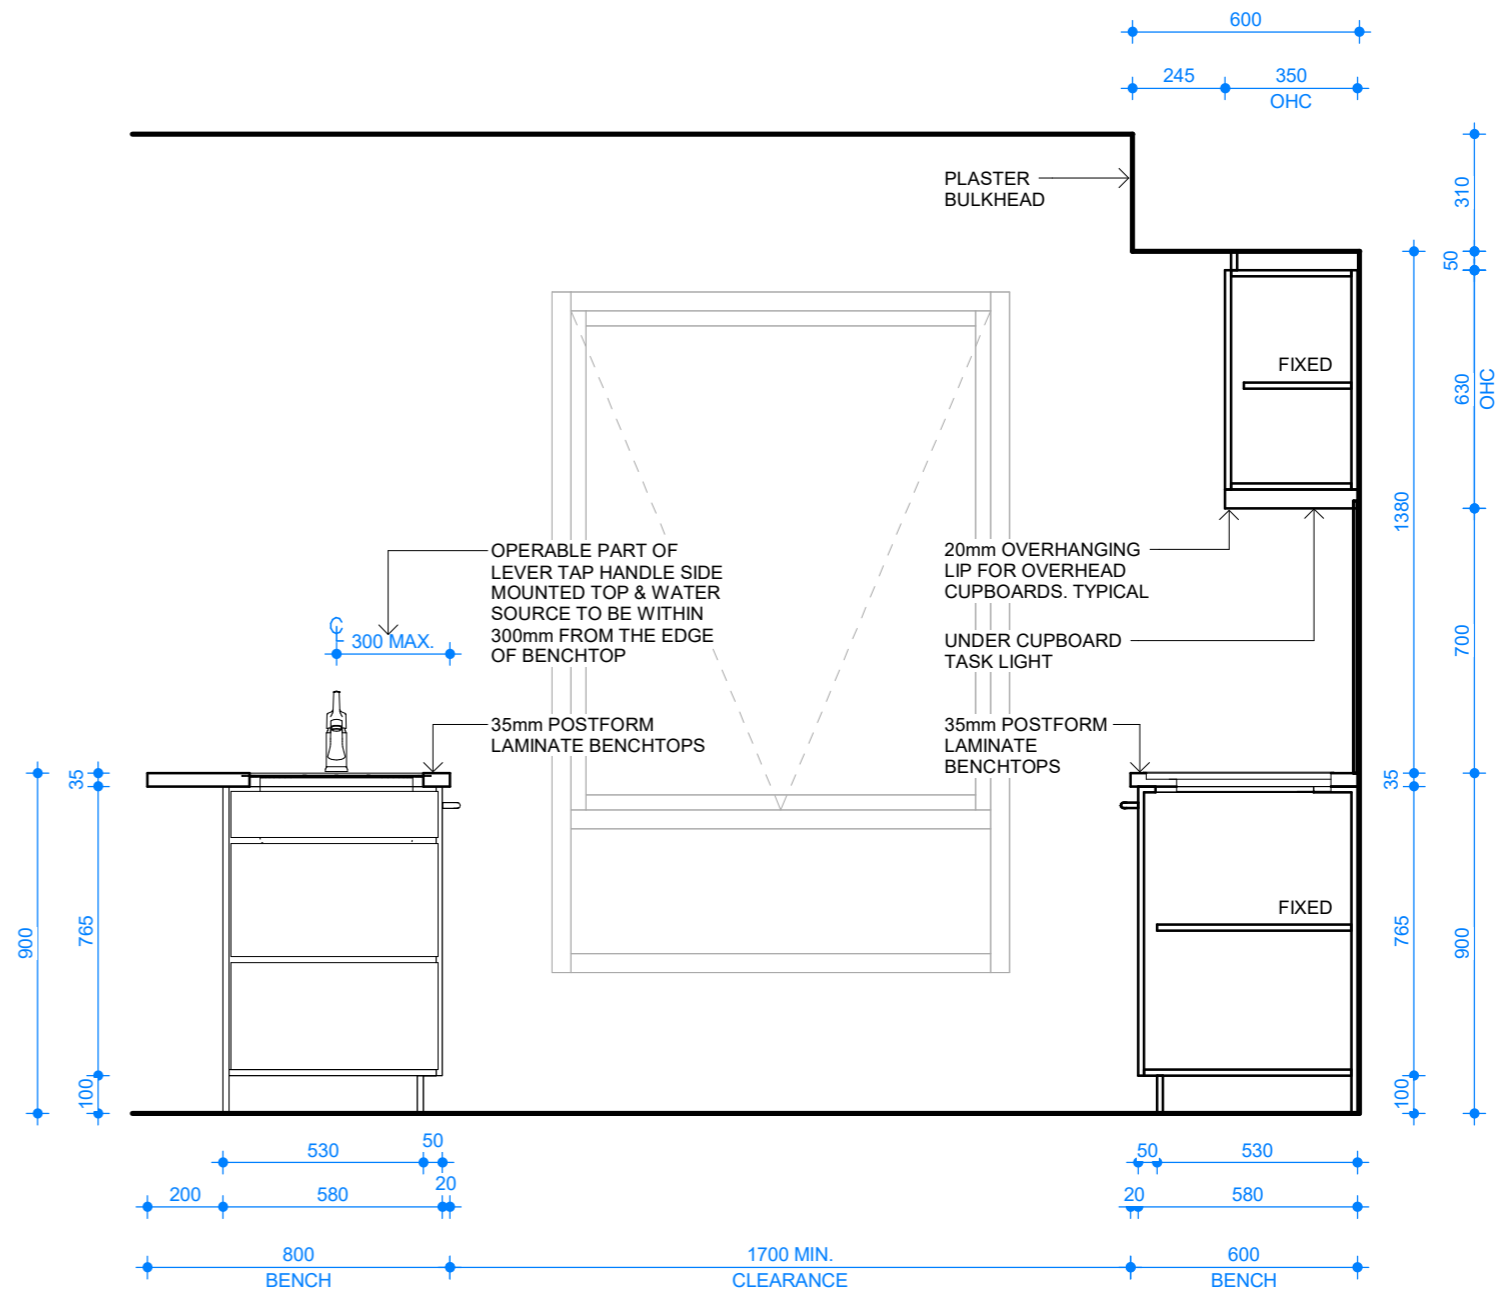 600
245
350
OHC
PLASTER
BULKHEAD
310
50
FIXED
630
OHC
1380
OPERABLE PART OF
LEVER TAP HANDLE SIDE
MOUNTED TOP & WATER
SOURCE TO BE WITHIN
300mm FROM THE EDGE
OF BENCHTOP
℄
300 MAX.
20mm OVERHANGING
LIP FOR OVERHEAD
CUPBOARDS. TYPICAL
UNDER CUPBOARD
TASK LIGHT
700
35mm POSTFORM
LAMINATE BENCHTOPS
35mm POSTFORM
LAMINATE
BENCHTOPS
35
35
FIXED
900
765
765
900
100
100
530
50
50
530
200
580
20
20
580
800
BENCH
1700 MIN.
CLEARANCE
600
BENCH